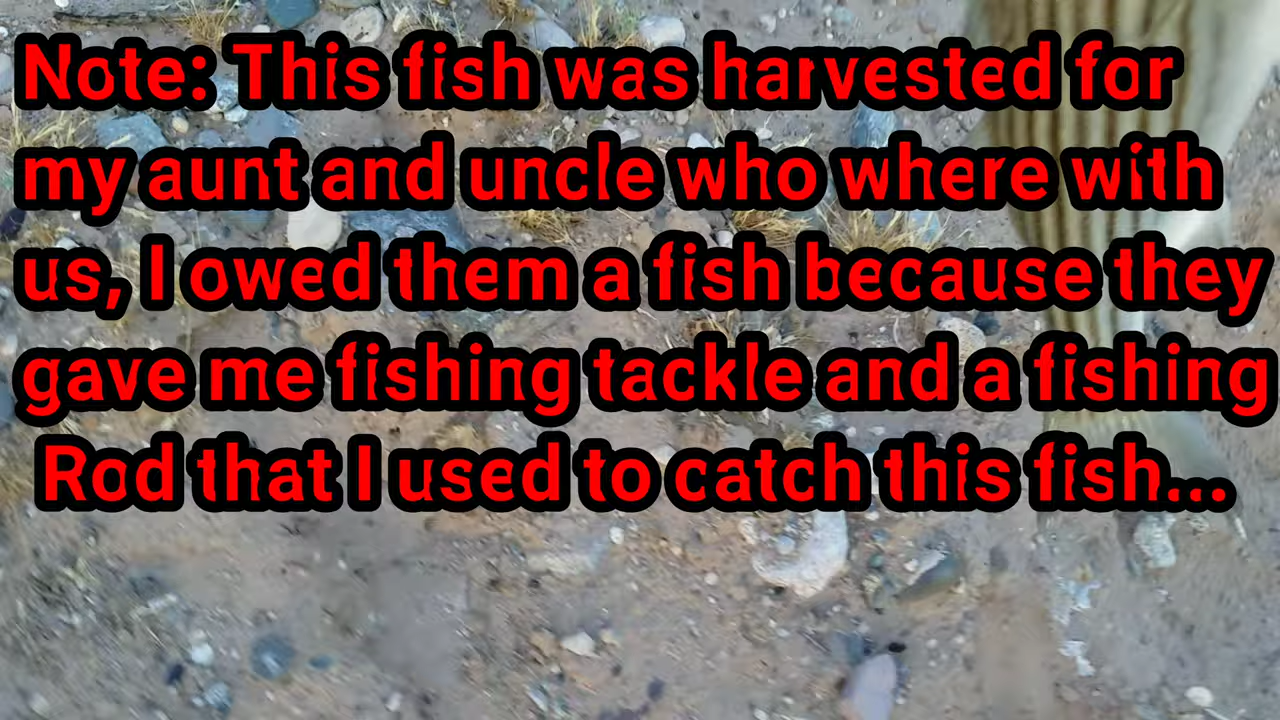 Note: This fish was harvested for
my aunt and uncle who where with
us, I owed them a fish because they
gave me fishing tackle and a fishing
Rod that I used to catch this fish...